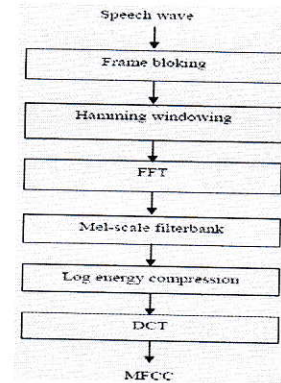 Speech wave
Frame bloking
Hamming windowing
FFT
Mel-scale filterbank
Log energy compression
DCT
MFCC